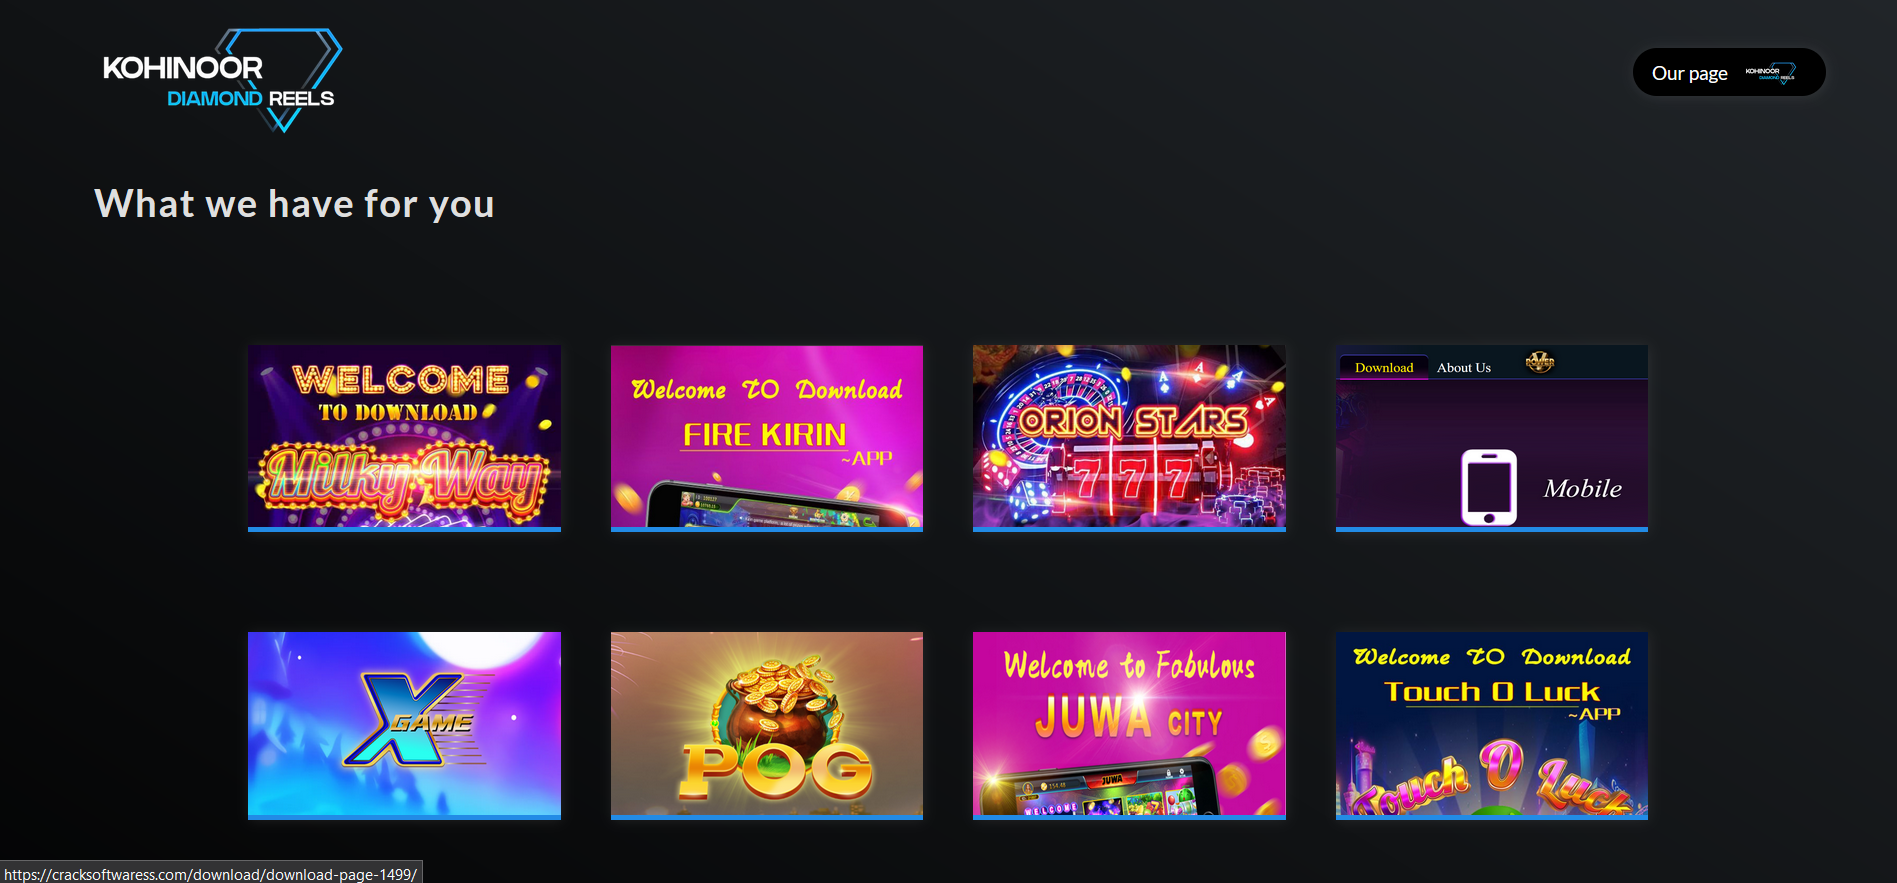 KOHINOOR
DIAMOND REELS
Our page
KOHINOOR
DIAMOND REELS
What we have for you
WELCOME
TO DOWNLOAD
Milky Way
Welcome TO Download
FIRE KIRIN
~APP
ORION STARS
777
A A A A
Download
About Us
POWER
Mobile
X
GAME
POG
Welcome to Fabulous
JUWA CITY
JUWA
WELCOME
Welcome TO Download
Touch O Luck
~APP
Touch O Luck
https://cracksoftwaress.com/download/download-page-1499/